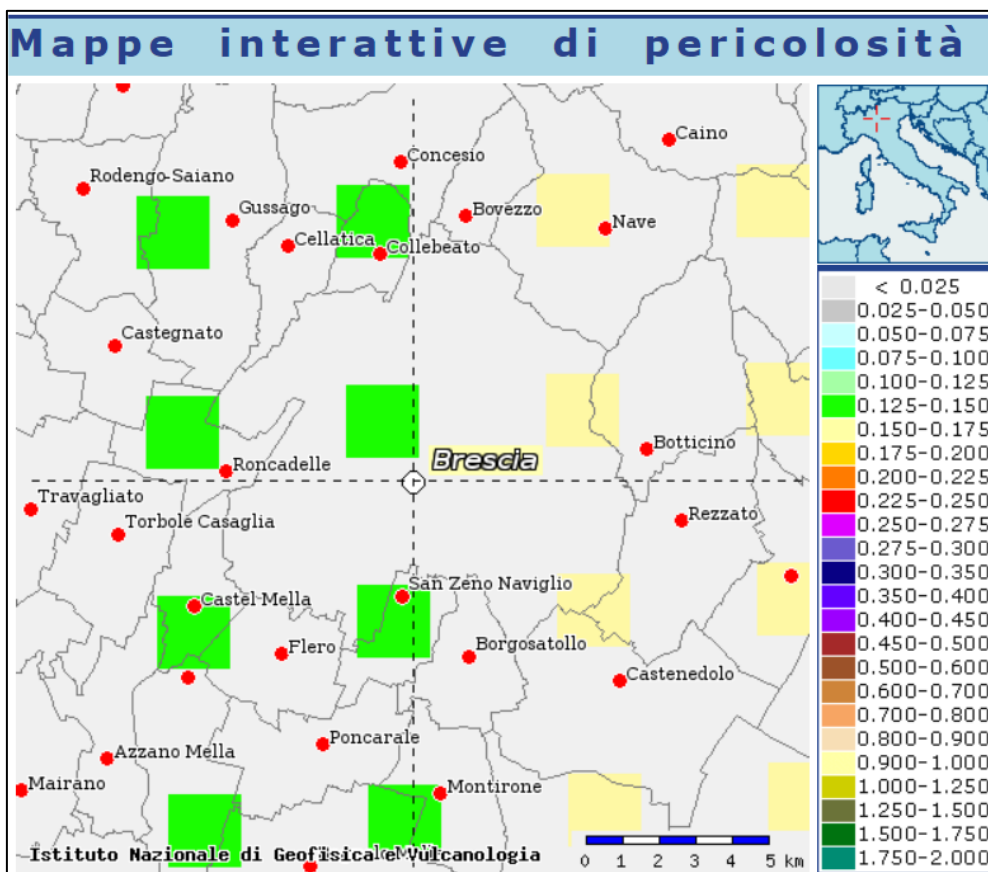 Mappe interattive di pericolosità
Caino
Concesio
Rodengo-Saiano
Bovezzo
Gussago
Nave
Cellatica
Collebeato
Castegnato
Botticino
Brescia
Roncadelle
Travagliato
Rezzato
Torbole Casaglia
San Zeno Naviglio
Castel Mella
Flero
Borgosatollo
Castenedolo
Poncarale
Azzano Mella
Mairano
Montirone
Istituto Nazionale di Geofisica e Vulcanologia
0 1 2 3 4 5 km
< 0.025
0.025-0.050
0.050-0.075
0.075-0.100
0.100-0.125
0.125-0.150
0.150-0.175
0.175-0.200
0.200-0.225
0.225-0.250
0.250-0.275
0.275-0.300
0.300-0.350
0.350-0.400
0.400-0.450
0.450-0.500
0.500-0.600
0.600-0.700
0.700-0.800
0.800-0.900
0.900-1.000
1.000-1.250
1.250-1.500
1.500-1.750
1.750-2.000